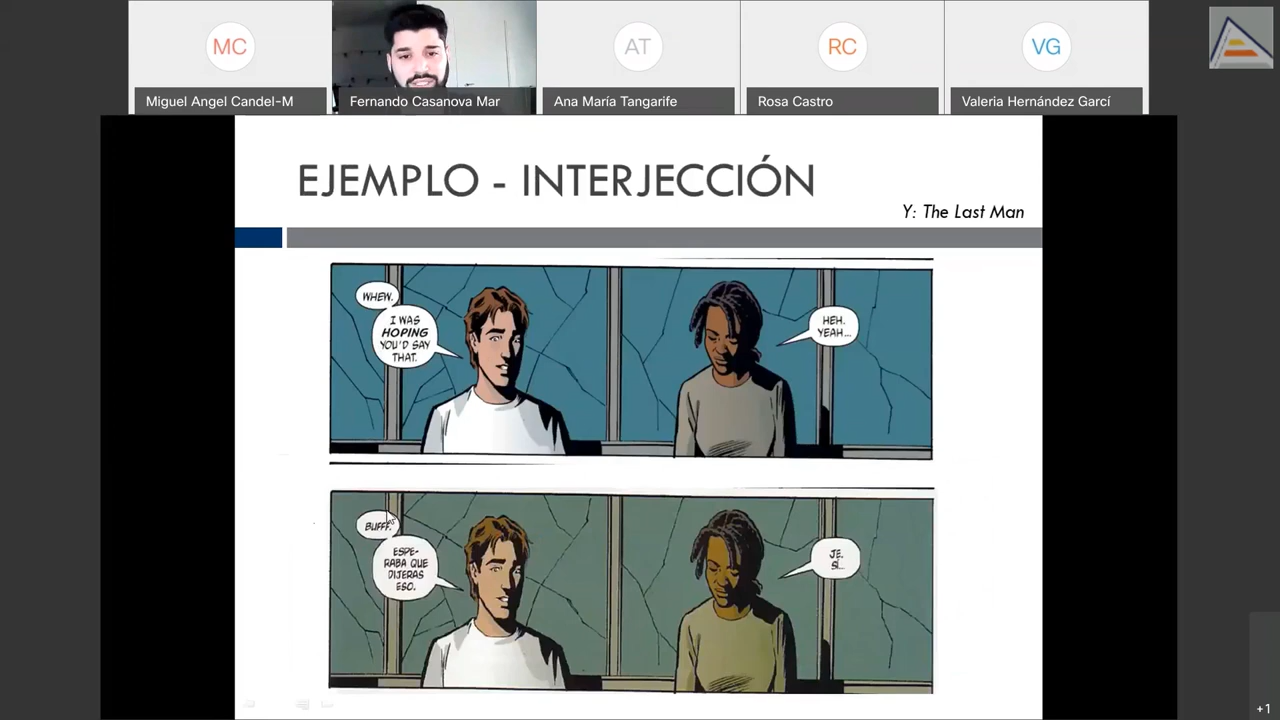 MC
AT
RC
VG
Miguel Angel Candel-M
Fernando Casanova Mar
Ana María Tangarife
Rosa Castro
Valeria Hernández Garcí
EJEMPLO - INTERJECCIÓN
Y: The Last Man
WHEW.
I WAS
HOPING
YOU'D SAY
THAT.
HEH.
YEAH...
BUFFF.
ESPE-
RABA QUE
DIJERAS
ESO.
JE.
SÍ...
+1